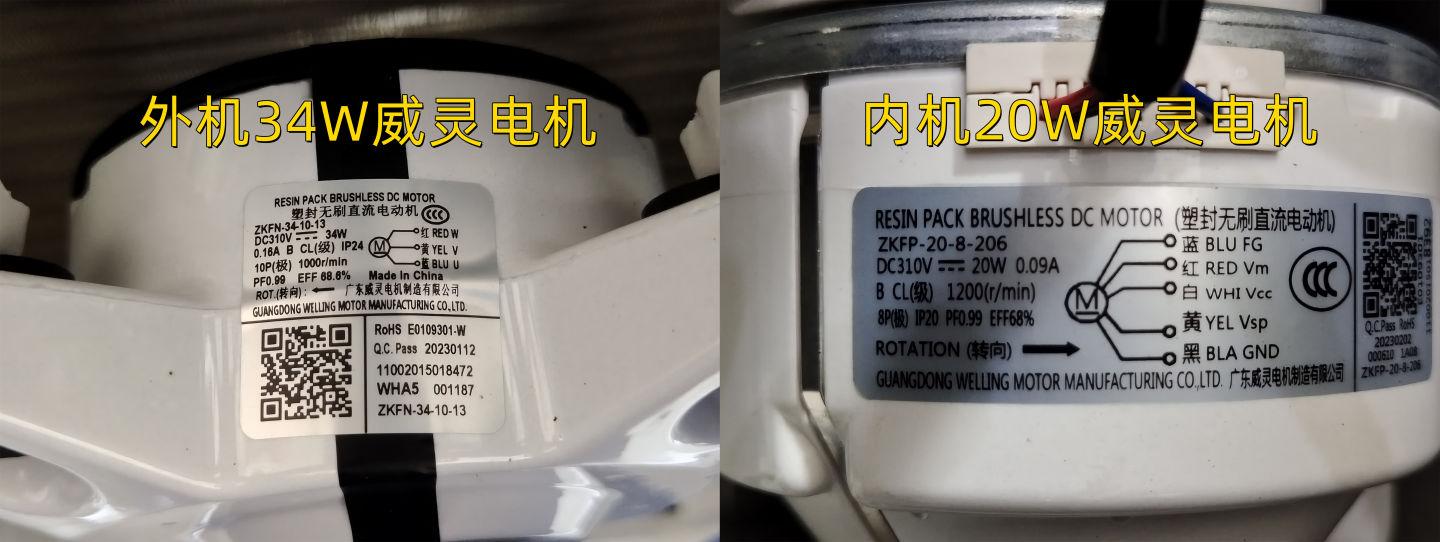 外机34W威灵电机
RESIN PACK BRUSHLESS DC MOTOR
塑封无刷直流电动机 CCC
ZKFN-34-10-13
DC310V 34W
0.16A B CL(级) IP24
10P(极) 1000r/min
PF0.99 EFF 68.6%
M
红 RED W
黄 YEL V
蓝 BLU U
Made in China
ROT.(转向): 广东威灵电机制造有限公司
GUANGDONG WELLING MOTOR MANUFACTURING CO.,LTD.
RoHS E0109301-W
Q.C. Pass 20230112
11002015018472
WHA5 001187
ZKFN-34-10-13
内机20W威灵电机
RESIN PACK BRUSHLESS DC MOTOR (塑封无刷直流电动机)
ZKFP-20-8-206
DC310V 20W 0.09A
B CL(级) 1200(r/min)
8P(极) IP20 PF0.99 EFF68%
ROTATION (转向)
M
蓝 BLU FG
红 RED Vm
白 WHI Vcc
黄 YEL Vsp
黑 BLA GND
CCC
GUANGDONG WELLING MOTOR MANUFACTURING CO.,LTD. 广东威灵电机制造有限公司
Q.C.Pass RoHS
20230202
000610 1A08
ZKFP-20-8-206